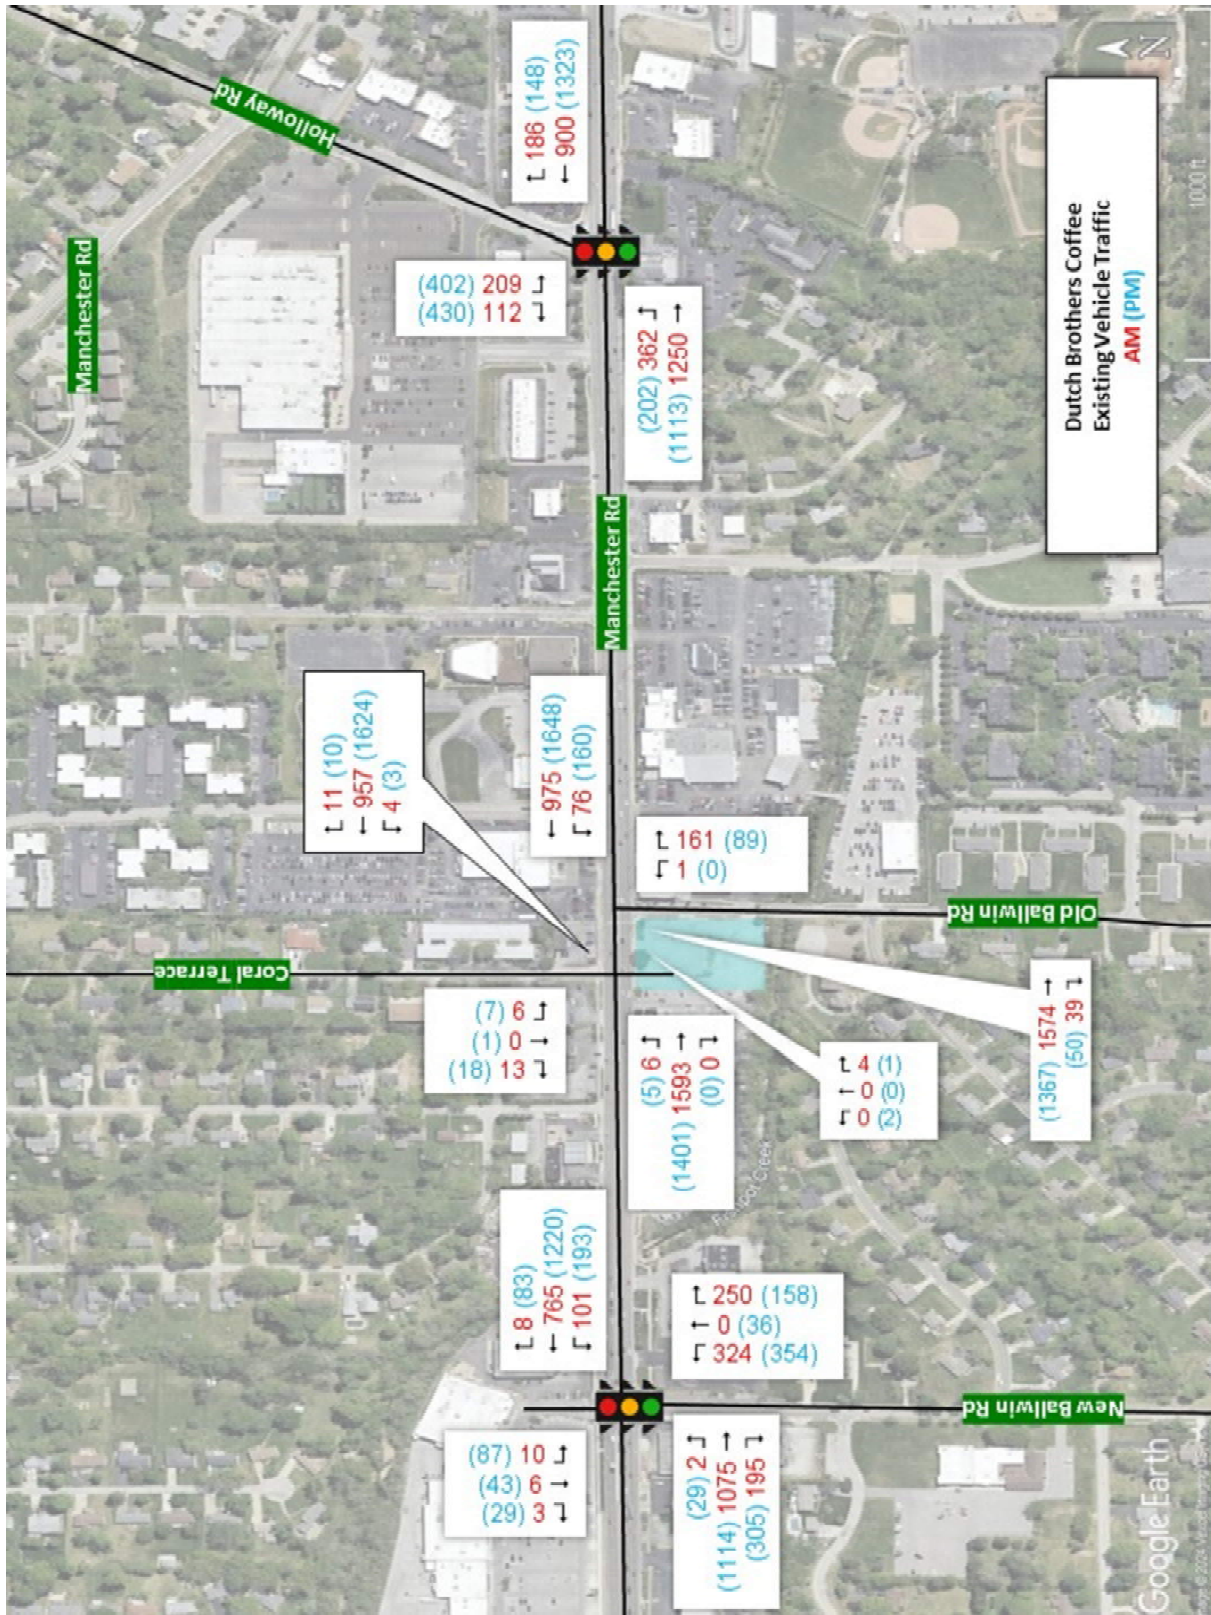 Manchester Rd
Coral Terrace
Holloway Rd
11 (10)
957 (1624)
4 (3)
(402) 209
(430) 112
186 (148)
900 (1323)
(7) 6
(1) 0
(18) 13
(87) 10
(43) 6
(29) 3
8 (83)
765 (1220)
101 (193)
975 (1648)
76 (160)
Manchester Rd
(5) 6
(1401) 1593
(0) 0
161 (89)
1 (0)
(202) 362
(1113) 1250
(29) 2
(1114) 1075
(305) 195
250 (158)
0 (36)
324 (354)
Creek
4 (1)
0 (0)
0 (2)
New Ballwin Rd
Old Ballwin Rd
(1367) 1574
(50) 39
Dutch Brothers Coffee
Existing Vehicle Traffic
AM (PM)
N
Google Earth
1000 ft